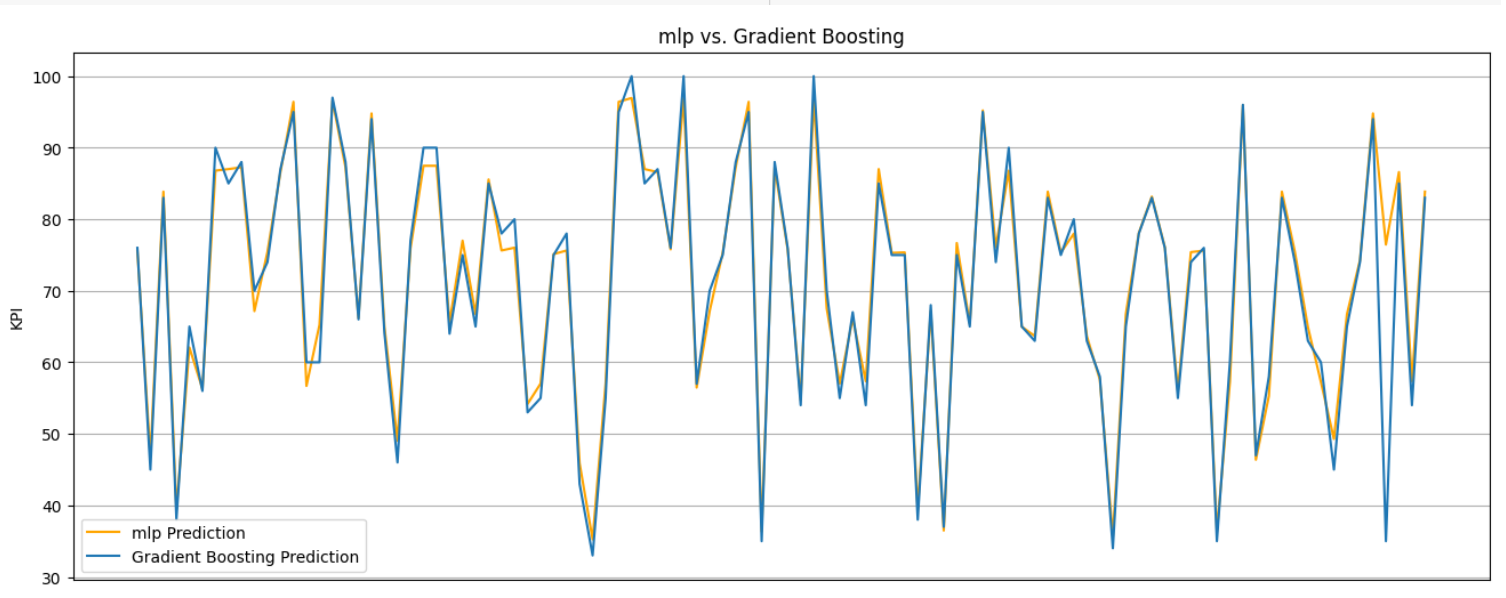 mlp vs. Gradient Boosting
100
90
80
70
60
50
40
30
KPI
mlp Prediction
Gradient Boosting Prediction